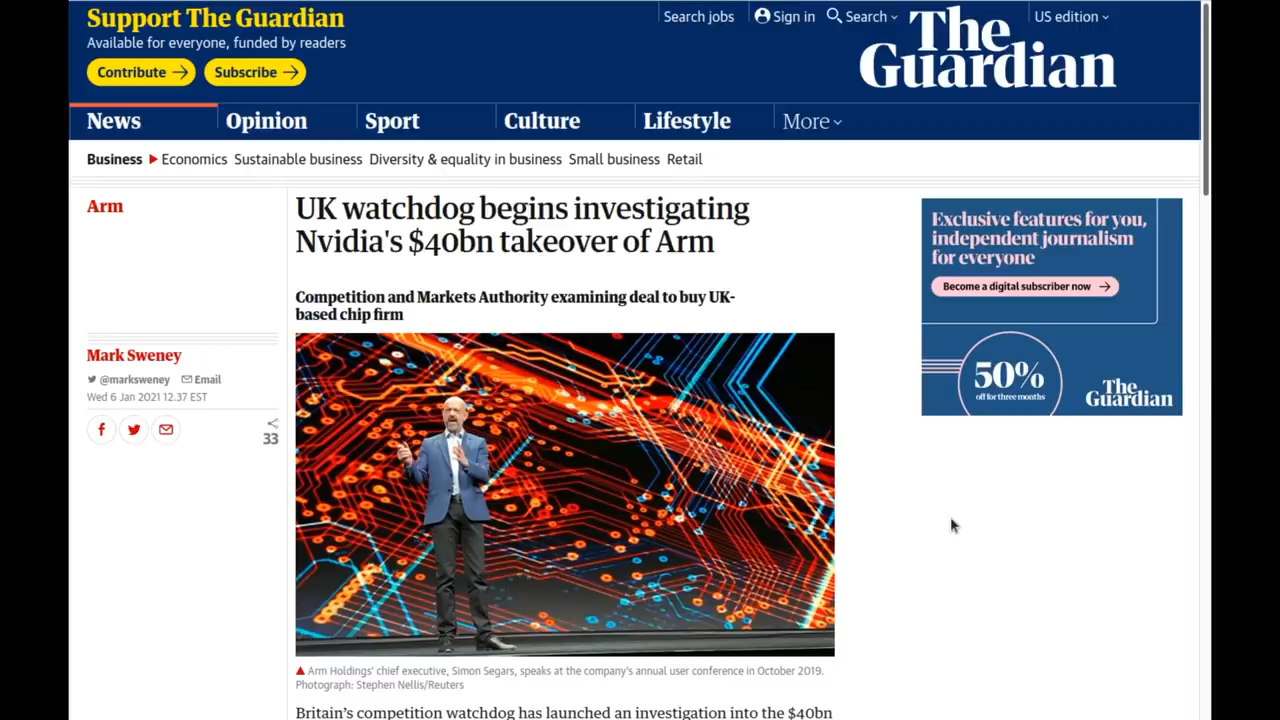 Support The Guardian
Available for everyone, funded by readers
Contribute
Subscribe
Search jobs
Sign in
Search
US edition
The
Guardian
News
Opinion
Sport
Culture
Lifestyle
More
Business
Economics
Sustainable business
Diversity & equality in business
Small business
Retail
Arm
UK watchdog begins investigating
Nvidia's $40bn takeover of Arm
Competition and Markets Authority examining deal to buy UK-
based chip firm
Mark Sweney
@marksweney
Email
Wed 6 Jan 2021 12.37 EST
33
Arm Holdings' chief executive, Simon Segars, speaks at the company's annual user conference in October 2019.
Photograph: Stephen Nellis/Reuters
Britain's competition watchdog has launched an investigation into the $40bn
Exclusive features for you,
independent journalism
for everyone
Become a digital subscriber now
50%
off for three months
The
Guardian